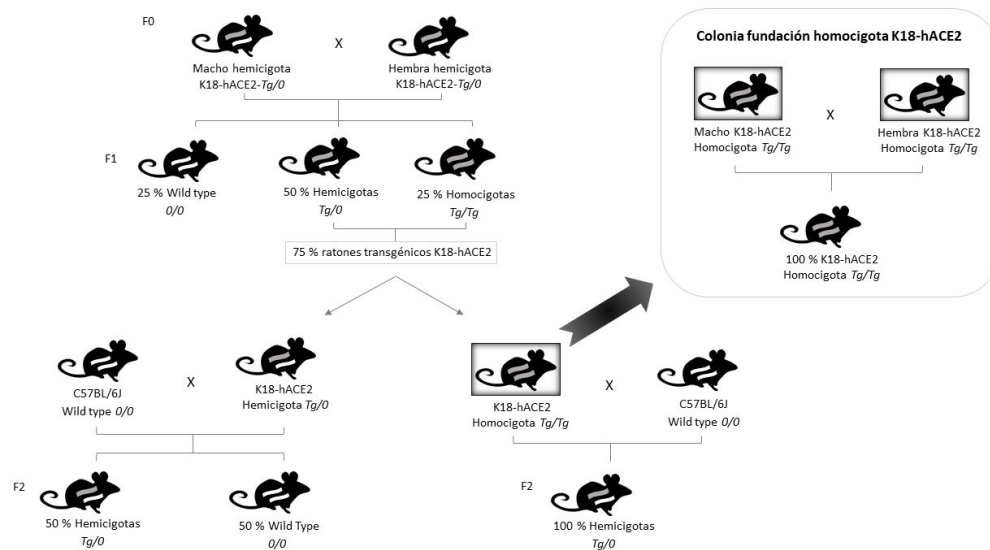 F0
X
Macho hemicigota
K18-hACE2-Tg/0
Hembra hemicigota
K18-hACE2-Tg/0
F1
25 % Wild type
0/0
50 % Hemicigotas
Tg/0
25 % Homocigotas
Tg/Tg
75 % ratones transgénicos K18-hACE2
Colonia fundación homocigota K18-hACE2
X
Macho K18-hACE2
Homocigota Tg/Tg
Hembra K18-hACE2
Homocigota Tg/Tg
100 % K18-hACE2
Homocigota Tg/Tg
C57BL/6J
Wild type 0/0
X
K18-hACE2
Hemicigota Tg/0
K18-hACE2
Homocigota Tg/Tg
X
C57BL/6J
Wild type 0/0
F2
50 % Hemicigotas
Tg/0
50 % Wild Type
0/0
F2
100 % Hemicigotas
Tg/0